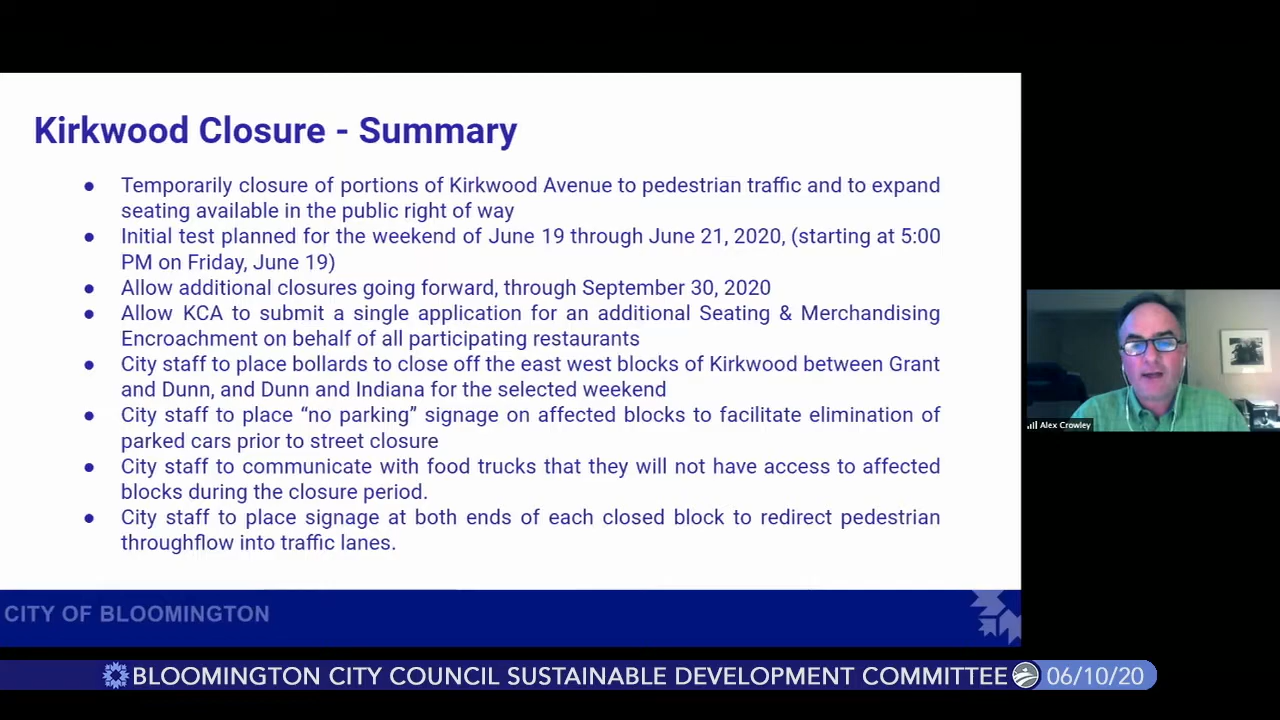 Kirkwood Closure - Summary
● Temporarily closure of portions of Kirkwood Avenue to pedestrian traffic and to expand
seating available in the public right of way
● Initial test planned for the weekend of June 19 through June 21, 2020, (starting at 5:00
PM on Friday, June 19)
● Allow additional closures going forward, through September 30, 2020
● Allow KCA to submit a single application for an additional Seating & Merchandising
Encroachment on behalf of all participating restaurants
● City staff to place bollards to close off the east west blocks of Kirkwood between Grant
and Dunn, and Dunn and Indiana for the selected weekend
● City staff to place “no parking” signage on affected blocks to facilitate elimination of
parked cars prior to street closure
● City staff to communicate with food trucks that they will not have access to affected
blocks during the closure period.
● City staff to place signage at both ends of each closed block to redirect pedestrian
throughflow into traffic lanes.
Alex Crowley
CITY OF BLOOMINGTON
BLOOMINGTON CITY COUNCIL SUSTAINABLE DEVELOPMENT COMMITTEE 06/10/20